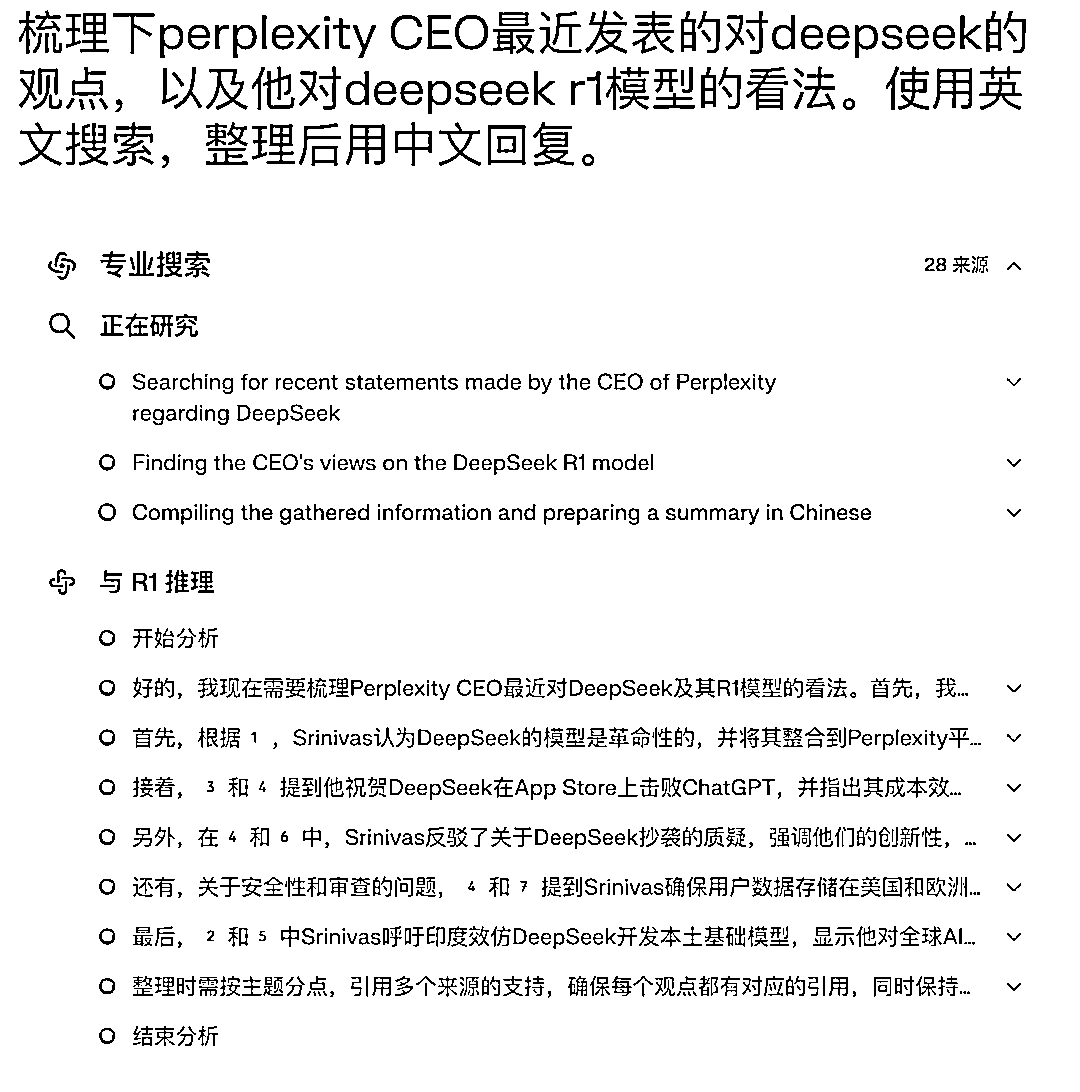 梳理下perplexity CEO最近发表的对deepseek的
观点，以及他对deepseek r1模型的看法。使用英
文搜索，整理后用中文回复。
专业搜索
28 来源
正在研究
Searching for recent statements made by the CEO of Perplexity
regarding DeepSeek
Finding the CEO's views on the DeepSeek R1 model
Compiling the gathered information and preparing a summary in Chinese
与 R1 推理
开始分析
好的，我现在需要梳理Perplexity CEO最近对DeepSeek及其R1模型的看法。首先，我...
首先，根据 1 ，Srinivas认为DeepSeek的模型是革命性的，并将其整合到Perplexity平...
接着， 3 和 4 提到他祝贺DeepSeek在App Store上击败ChatGPT，并指出其成本效...
另外，在 4 和 6 中，Srinivas反驳了关于DeepSeek抄袭的质疑，强调他们的创新性，...
还有，关于安全性和审查的问题， 4 和 7 提到Srinivas确保用户数据存储在美国和欧洲...
最后， 2 和 5 中Srinivas呼吁印度效仿DeepSeek开发本土基础模型，显示他对全球AI...
整理时需按主题分点，引用多个来源的支持，确保每个观点都有对应的引用，同时保持...
结束分析